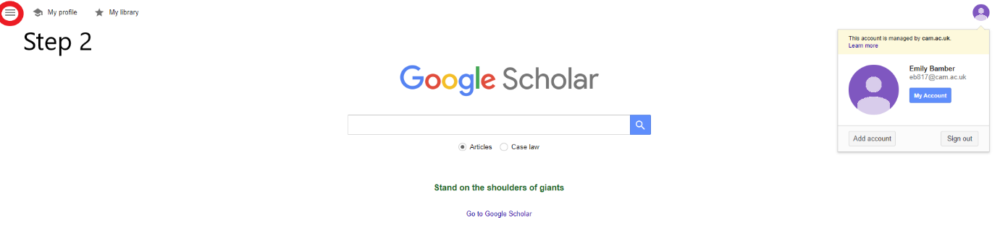 My profile
My library
Step 2
This account is managed by cam.ac.uk.
Learn more
Emily Bamber
eb817@cam.ac.uk
My Account
Add account
Sign out
Google Scholar
Articles
Case law
Stand on the shoulders of giants
Go to Google Scholar